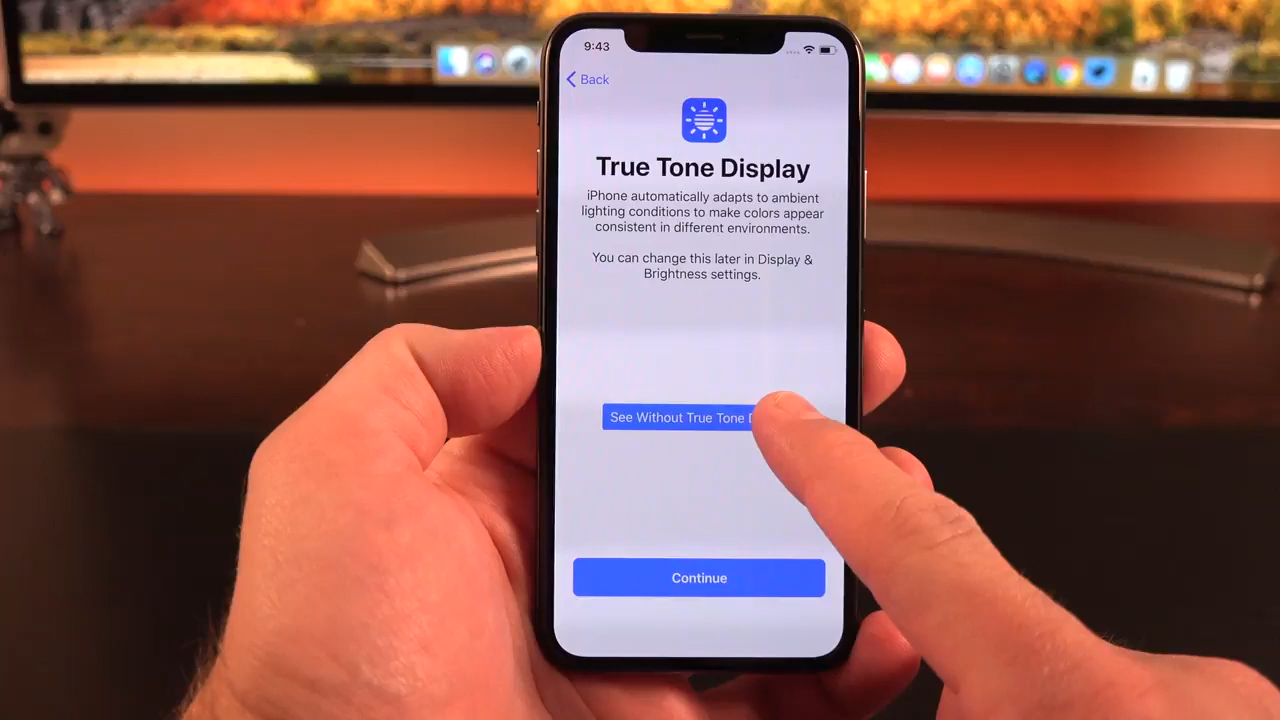 9:43
Back
True Tone Display
iPhone automatically adapts to ambient
lighting conditions to make colors appear
consistent in different environments.
You can change this later in Display &
Brightness settings.
See Without True Tone
Continue